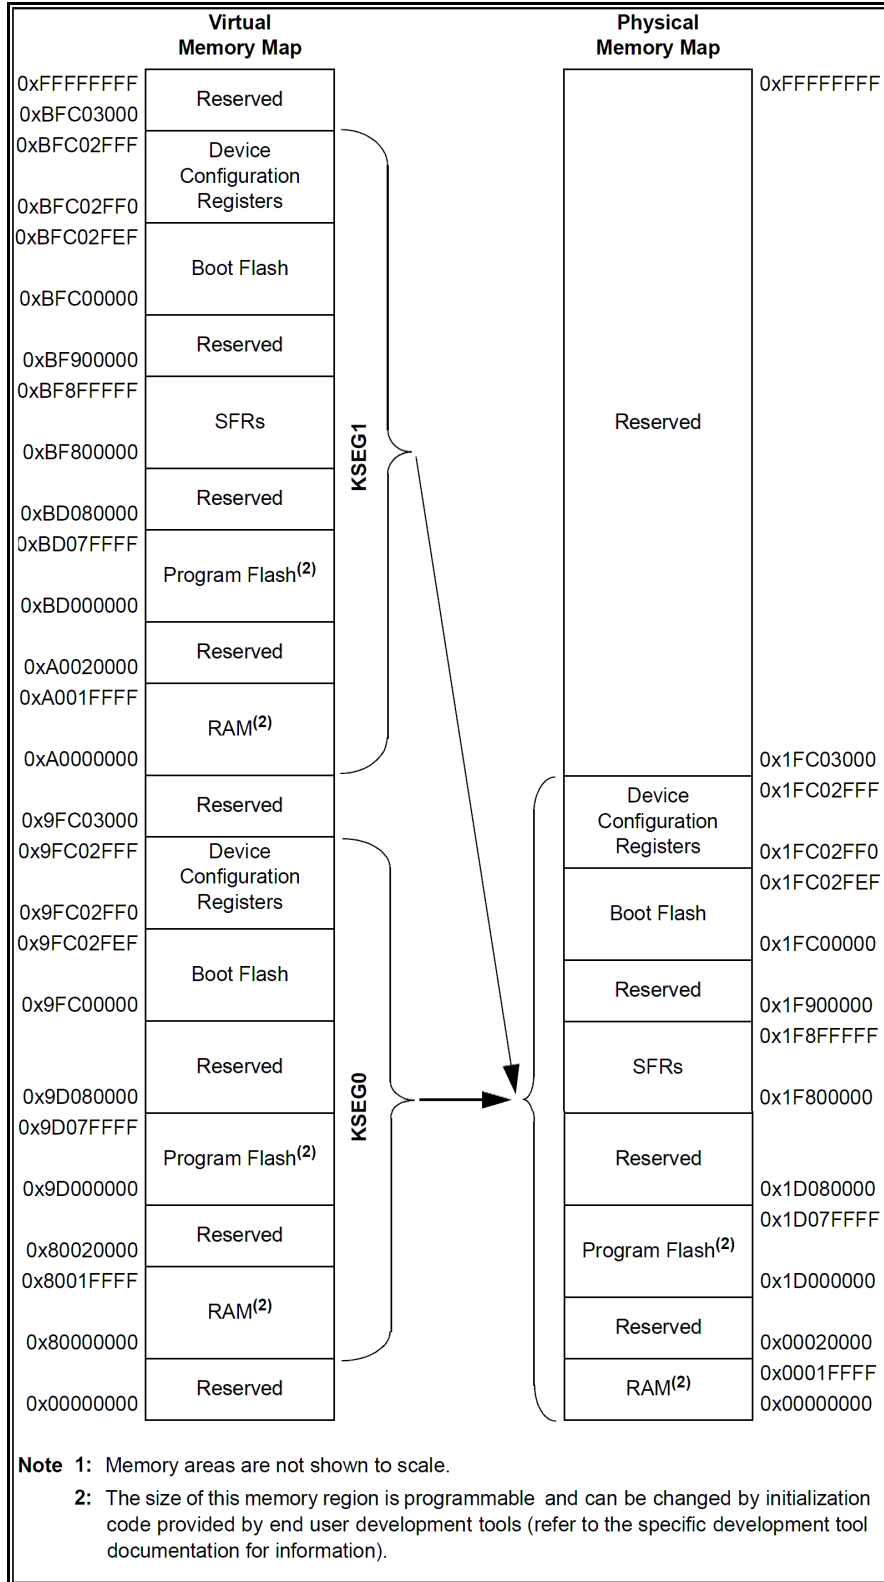 Virtual
Memory Map
Physical
Memory Map
0xFFFFFFFF
Reserved
0xBFC03000
0xBFC02FFF
Device
Configuration
Registers
0xBFC02FF0
0xBFC02FEF
Boot Flash
0xBFC00000
Reserved
0xBF900000
0xBF8FFFFF
SFRs
0xBF800000
Reserved
0xBD080000
0xBD07FFFF
Program Flash(2)
0xBD000000
Reserved
0xA0020000
0xA001FFFF
RAM(2)
0xA0000000
Reserved
0x9FC03000
0x9FC02FFF
Device
Configuration
Registers
0x9FC02FF0
0x9FC02FEF
Boot Flash
0x9FC00000
Reserved
0x9D080000
0x9D07FFFF
Program Flash(2)
0x9D000000
Reserved
0x80020000
0x8001FFFF
RAM(2)
0x80000000
Reserved
0x00000000
KSEG1
KSEG0
0xFFFFFFFF
Reserved
0x1FC03000
0x1FC02FFF
Device
Configuration
Registers
0x1FC02FF0
0x1FC02FEF
Boot Flash
0x1FC00000
Reserved
0x1F900000
0x1F8FFFFF
SFRs
0x1F800000
Reserved
0x1D080000
0x1D07FFFF
Program Flash(2)
0x1D000000
Reserved
0x00020000
0x0001FFFF
RAM(2)
0x00000000
Note 1: Memory areas are not shown to scale.
2: The size of this memory region is programmable and can be changed by initialization
code provided by end user development tools (refer to the specific development tool
documentation for information).